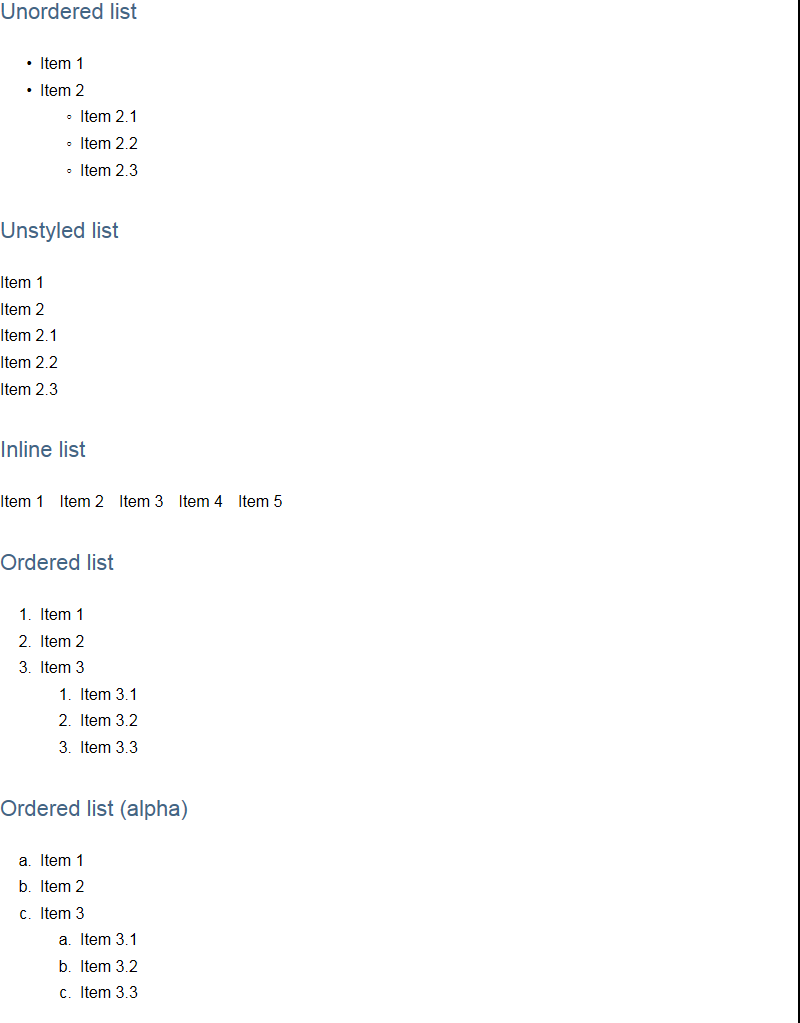 Unordered list
• Item 1
• Item 2
◦ Item 2.1
◦ Item 2.2
◦ Item 2.3
Unstyled list
Item 1
Item 2
Item 2.1
Item 2.2
Item 2.3
Inline list
Item 1 Item 2 Item 3 Item 4 Item 5
Ordered list
1. Item 1
2. Item 2
3. Item 3
1. Item 3.1
2. Item 3.2
3. Item 3.3
Ordered list (alpha)
a. Item 1
b. Item 2
c. Item 3
a. Item 3.1
b. Item 3.2
c. Item 3.3